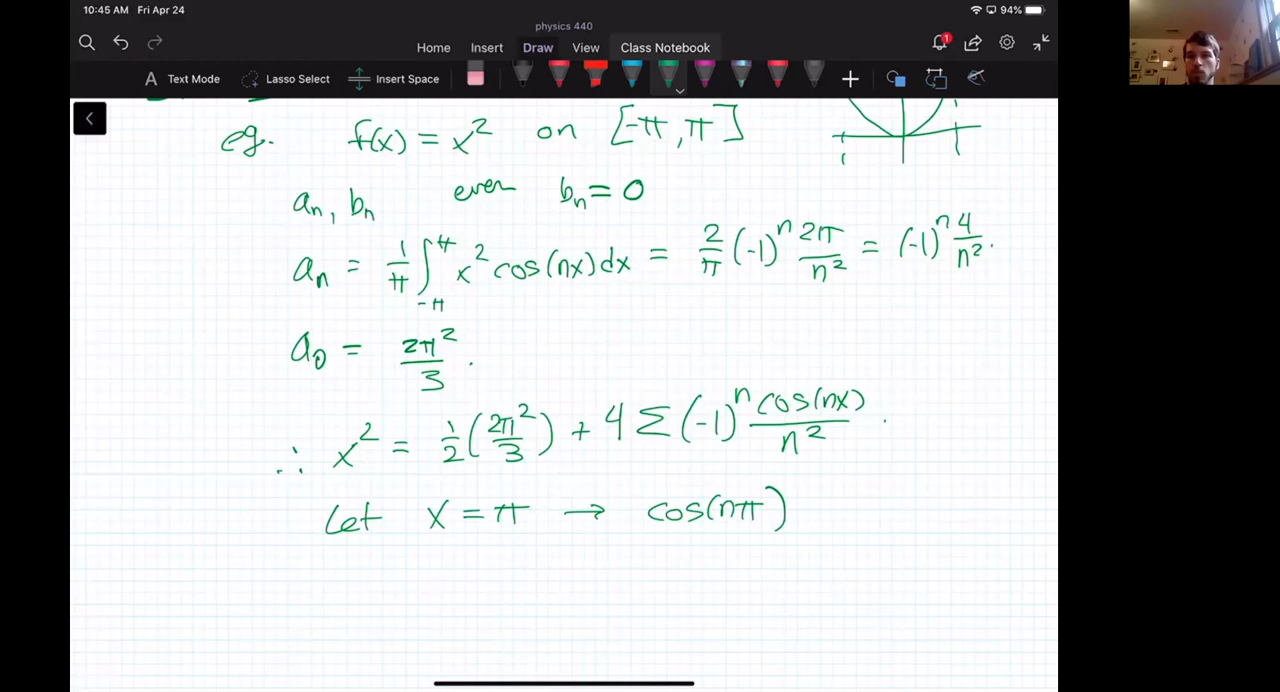 10:45 AM Fri Apr 24
94%
physics 440
Home Insert Draw View Class Notebook
1
Text Mode Lasso Select Insert Space
eg. f(x) = x² on [-π, π]
aₙ, bₙ even bₙ = 0
aₙ = 1/π ∫_{-π}^{π} x² cos(nx) dx = 2/π (-1)ⁿ 2π/n² = (-1)ⁿ 4/n².
a₀ = 2π²/3.
∴ x² = 1/2 (2π²/3) + 4 Σ (-1)ⁿ cos(nx)/n².
Let x = π → cos(nπ)